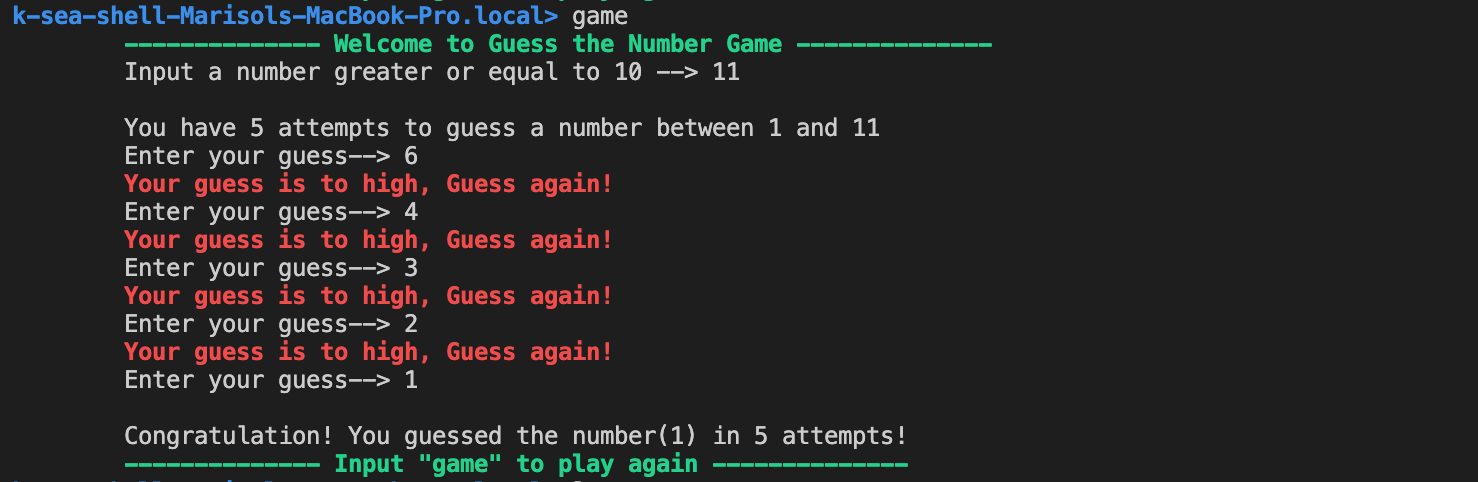 k-sea-shell-Marisols-MacBook-Pro.local> game
-------------- Welcome to Guess the Number Game --------------
Input a number greater or equal to 10 --> 11
You have 5 attempts to guess a number between 1 and 11
Enter your guess--> 6
Your guess is to high, Guess again!
Enter your guess--> 4
Your guess is to high, Guess again!
Enter your guess--> 3
Your guess is to high, Guess again!
Enter your guess--> 2
Your guess is to high, Guess again!
Enter your guess--> 1
Congratulation! You guessed the number(1) in 5 attempts!
-------------- Input "game" to play again --------------